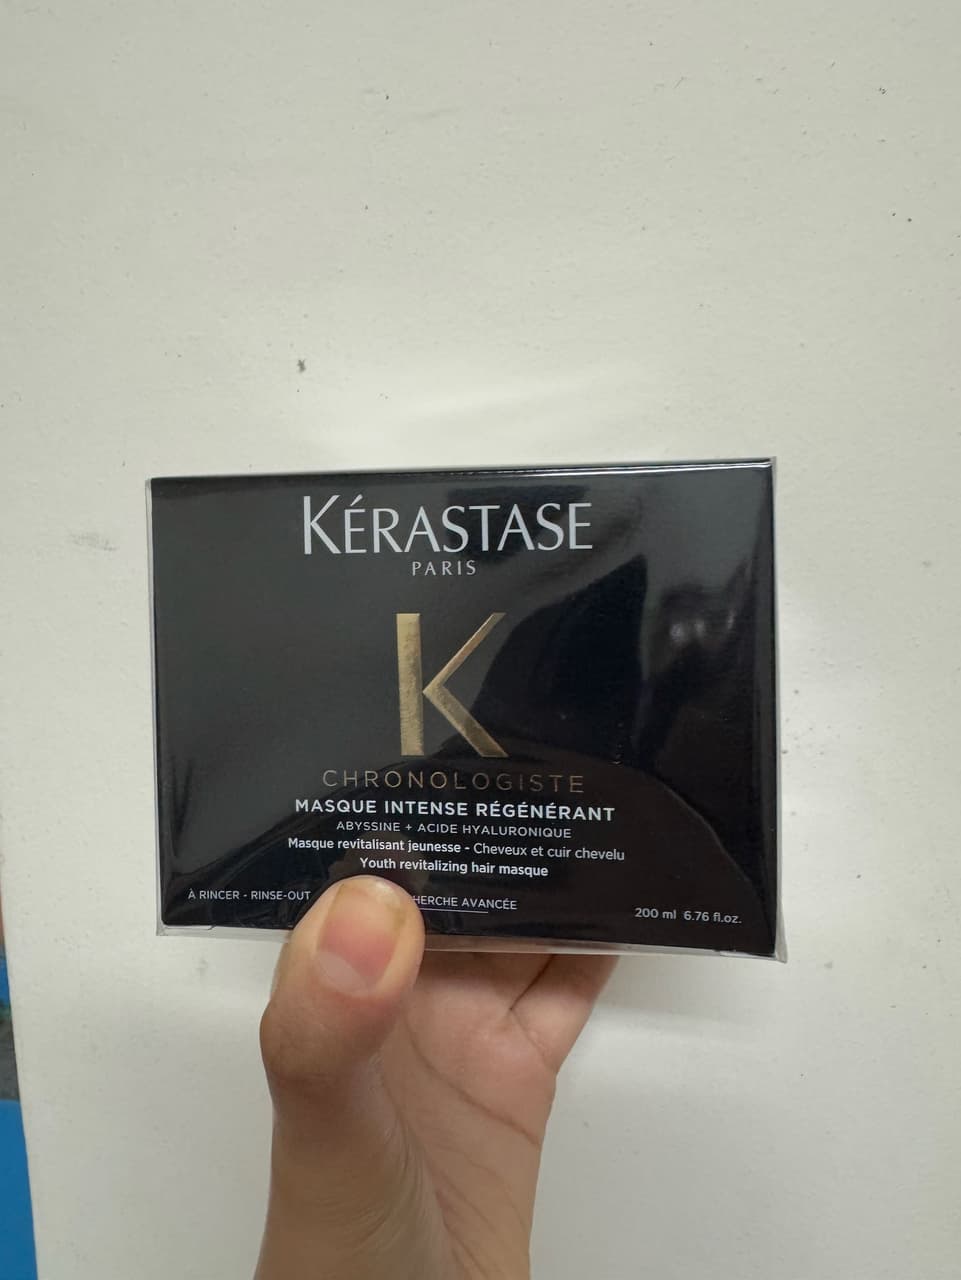 KÉRASTASE
PARIS
K
CHRONOLOGISTE
MASQUE INTENSE RÉGÉNÉRANT
ABYSSINE + ACIDE HYALURONIQUE
Masque revitalisant jeunesse - Cheveux et cuir chevelu
Youth revitalizing hair masque
À RINCER - RINSE-OUT
AVANCÉE
200 ml 6.76 fl.oz.